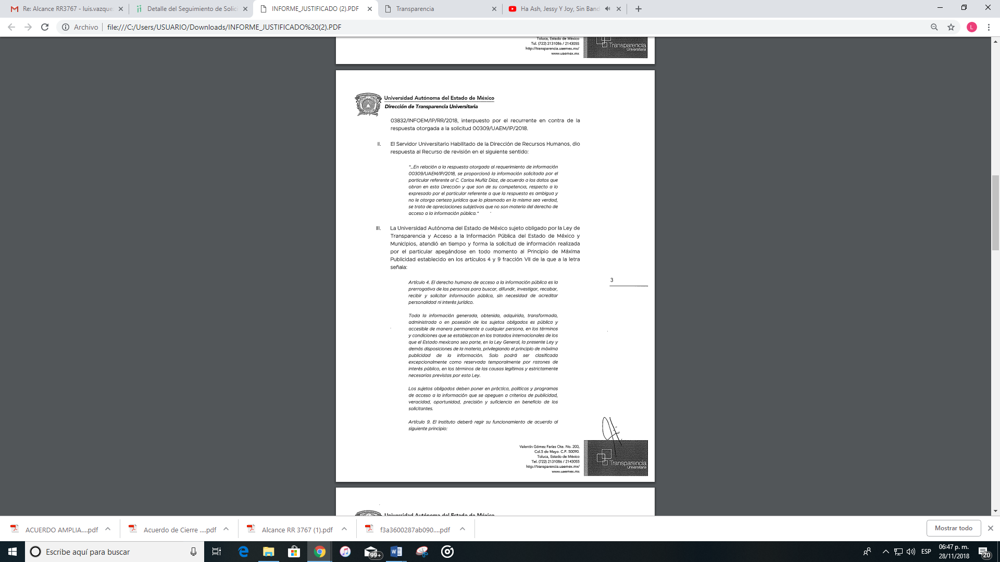 Re: Alcance RR3767 - luis.vazque
Detalle del Seguimiento de Solici
INFORME_JUSTIFICADO (2).PDF
Transparencia
Ha Ash, Jessy Y Joy, Sin Band
Archivo
file:///C:/Users/USUARIO/Downloads/INFORME_JUSTIFICADO%20(2).PDF
L
Toluca, Estado de México
Tel. (722) 2131086 / 2143055
http://transparencia.uaemex.mx/
www.uaemex.mx
Transparencia
Universitaria
Universidad Autónoma del Estado de México
Dirección de Transparencia Universitaria
03832/INFOEM/IP/RR/2018, interpuesto por el recurrente en contra de la
respuesta otorgada a la solicitud 00309/UAEM/IP/2018.
II. El Servidor Universitario Habilitado de la Dirección de Recursos Humanos, dio
respuesta al Recurso de revisión en el siguiente sentido:
"...En relación a la respuesta otorgada al requerimiento de información
00309/UAEM/IP/2018, se proporcionó la información solicitada por el
particular referente al C. Carlos Muñiz Díaz, de acuerdo a los datos que
obran en esta Dirección y que son de su competencia, respecto a lo
expresado por el particular referente a que la respuesta es ambigua y
no le otorga certeza jurídica que lo plasmado en la misma sea verdad,
se trata de apreciaciones subjetivas que no son materia del derecho de
acceso a la información pública."
III. La Universidad Autónoma del Estado de México sujeto obligado por la Ley de
Transparencia y Acceso a la Información Pública del Estado de México y
Municipios, atendió en tiempo y forma la solicitud de información realizada
por el particular apegándose en todo momento al Principio de Máxima
Publicidad establecido en los artículos 4 y 9 fracción VII de la que a la letra
señala:
3
Artículo 4. El derecho humano de acceso a la información pública es la
prerrogativa de las personas para buscar, difundir, investigar, recabar,
recibir y solicitar información pública, sin necesidad de acreditar
personalidad ni interés jurídico.
Toda la información generada, obtenida, adquirida, transformada,
administrada o en posesión de los sujetos obligados es pública y
accesible de manera permanente a cualquier persona, en los términos
y condiciones que se establezcan en los tratados internacionales de los
que el Estado mexicano sea parte, en la Ley General, la presente Ley y
demás disposiciones de la materia, privilegiando el principio de máxima
publicidad de la información. Solo podrá ser clasificada
excepcionalmente como reservada temporalmente por razones de
interés público, en los términos de las causas legítimas y estrictamente
necesarias previstas por esta Ley.
Los sujetos obligados deben poner en práctica, políticas y programas
de acceso a la información que se apeguen a criterios de publicidad,
veracidad, oportunidad, precisión y suficiencia en beneficio de los
solicitantes.
Artículo 9. El Instituto deberá regir su funcionamiento de acuerdo al
siguiente principio:
Valentín Gómez Farías Ote. No. 200,
Col.5 de Mayo. C.P. 50090.
Toluca, Estado de México
Tel. (722) 2131086 / 2143055
http://transparencia.uaemex.mx/
www.uaemex.mx
Transparencia
Universitaria
Universidad Autónoma del Estado de México
ACUERDO AMPLIA....pdf
Acuerdo de Cierre ....pdf
Alcance RR 3767 (1).pdf
f3a3600287ab090....pdf
Mostrar todo
Escribe aquí para buscar
99+
ESP
06:47 p. m.
28/11/2018
20